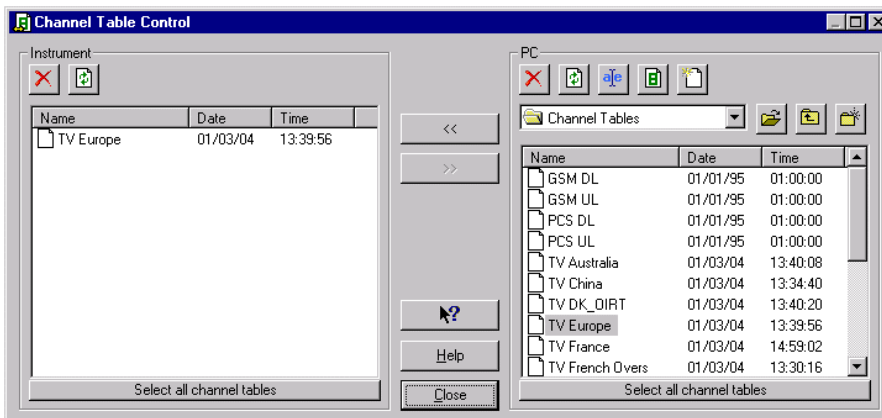 Channel Table Control
Instrument
Name Date Time
TV Europe 01/03/04 13:39:56
Select all channel tables
<<
>>
?
Help
Close
PC
a|e
Channel Tables
Name Date Time
GSM DL 01/01/95 01:00:00
GSM UL 01/01/95 01:00:00
PCS DL 01/01/95 01:00:00
PCS UL 01/01/95 01:00:00
TV Australia 01/03/04 13:40:08
TV China 01/03/04 13:34:40
TV DK_OIRT 01/03/04 13:40:20
TV Europe 01/03/04 13:39:56
TV France 01/03/04 14:59:02
TV French Overs 01/03/04 13:30:16
Select all channel tables